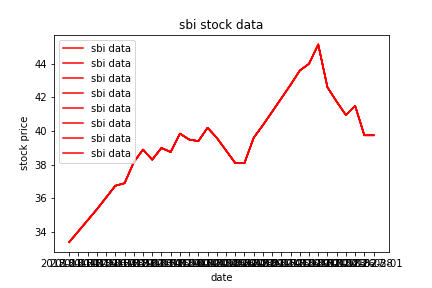 sbi stock data
sbi data
sbi data
sbi data
sbi data
sbi data
sbi data
sbi data
sbi data
stock price
44
42
40
38
36
34
date